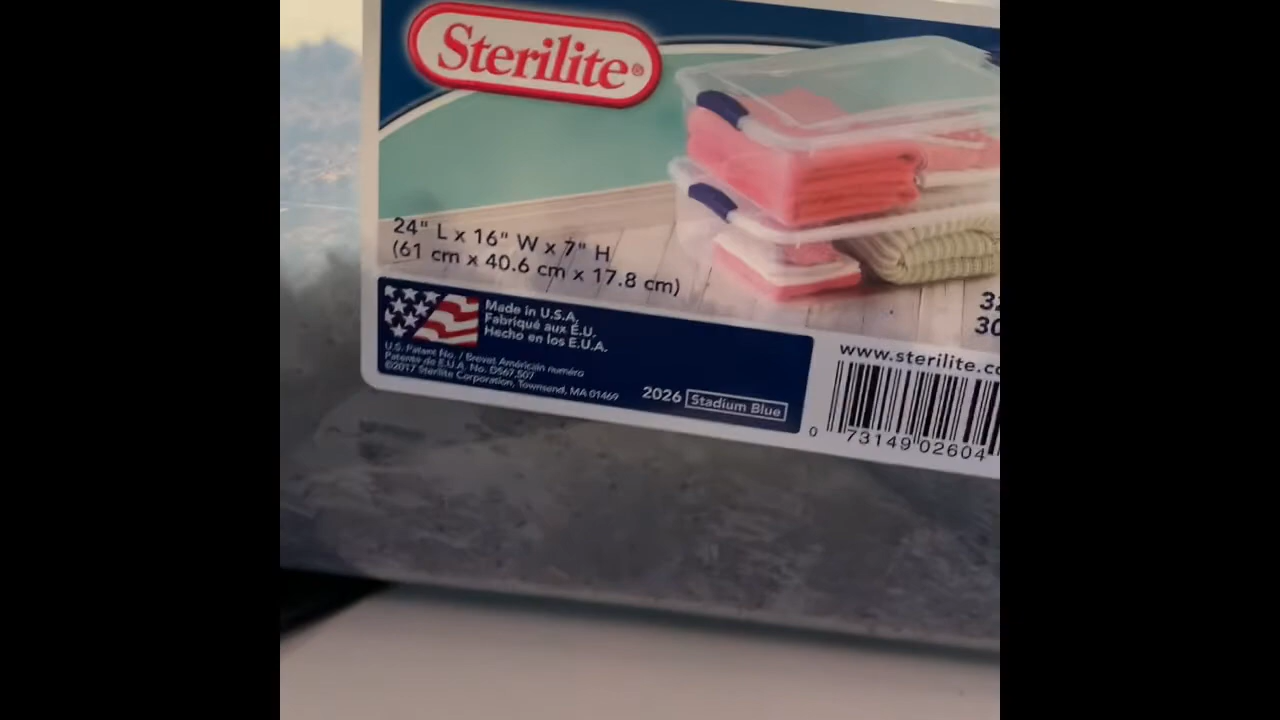 Sterilite®
24" L x 16" W x 7" H
(61 cm x 40.6 cm x 17.8 cm)
Made in U.S.A.
Fabriqué aux É.U.
Hecho en los E.U.A.
U.S. Patent No. / Brevet Américain numéro
Patente de E.U.A. No. D567,507
©2017 Sterilite Corporation, Townsend, MA 01469
2026 Stadium Blue
www.sterilite.c
0 73149 02604